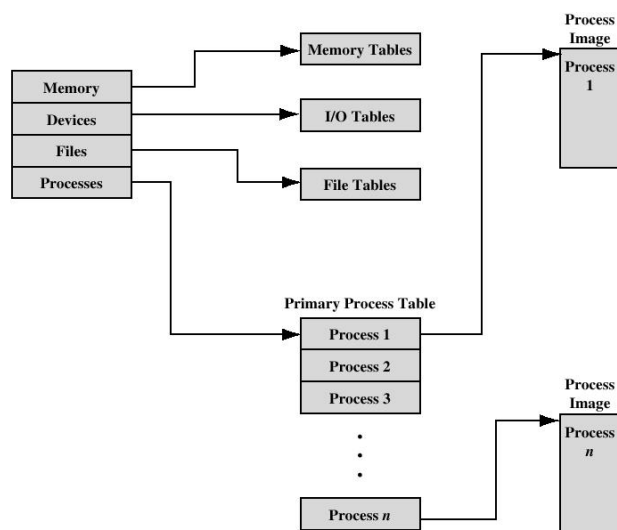 Process
Image
Process
1
Memory Tables
Memory
Devices
Files
Processes
I/O Tables
File Tables
Primary Process Table
Process 1
Process 2
Process 3
Process n
Process
Image
Process
n